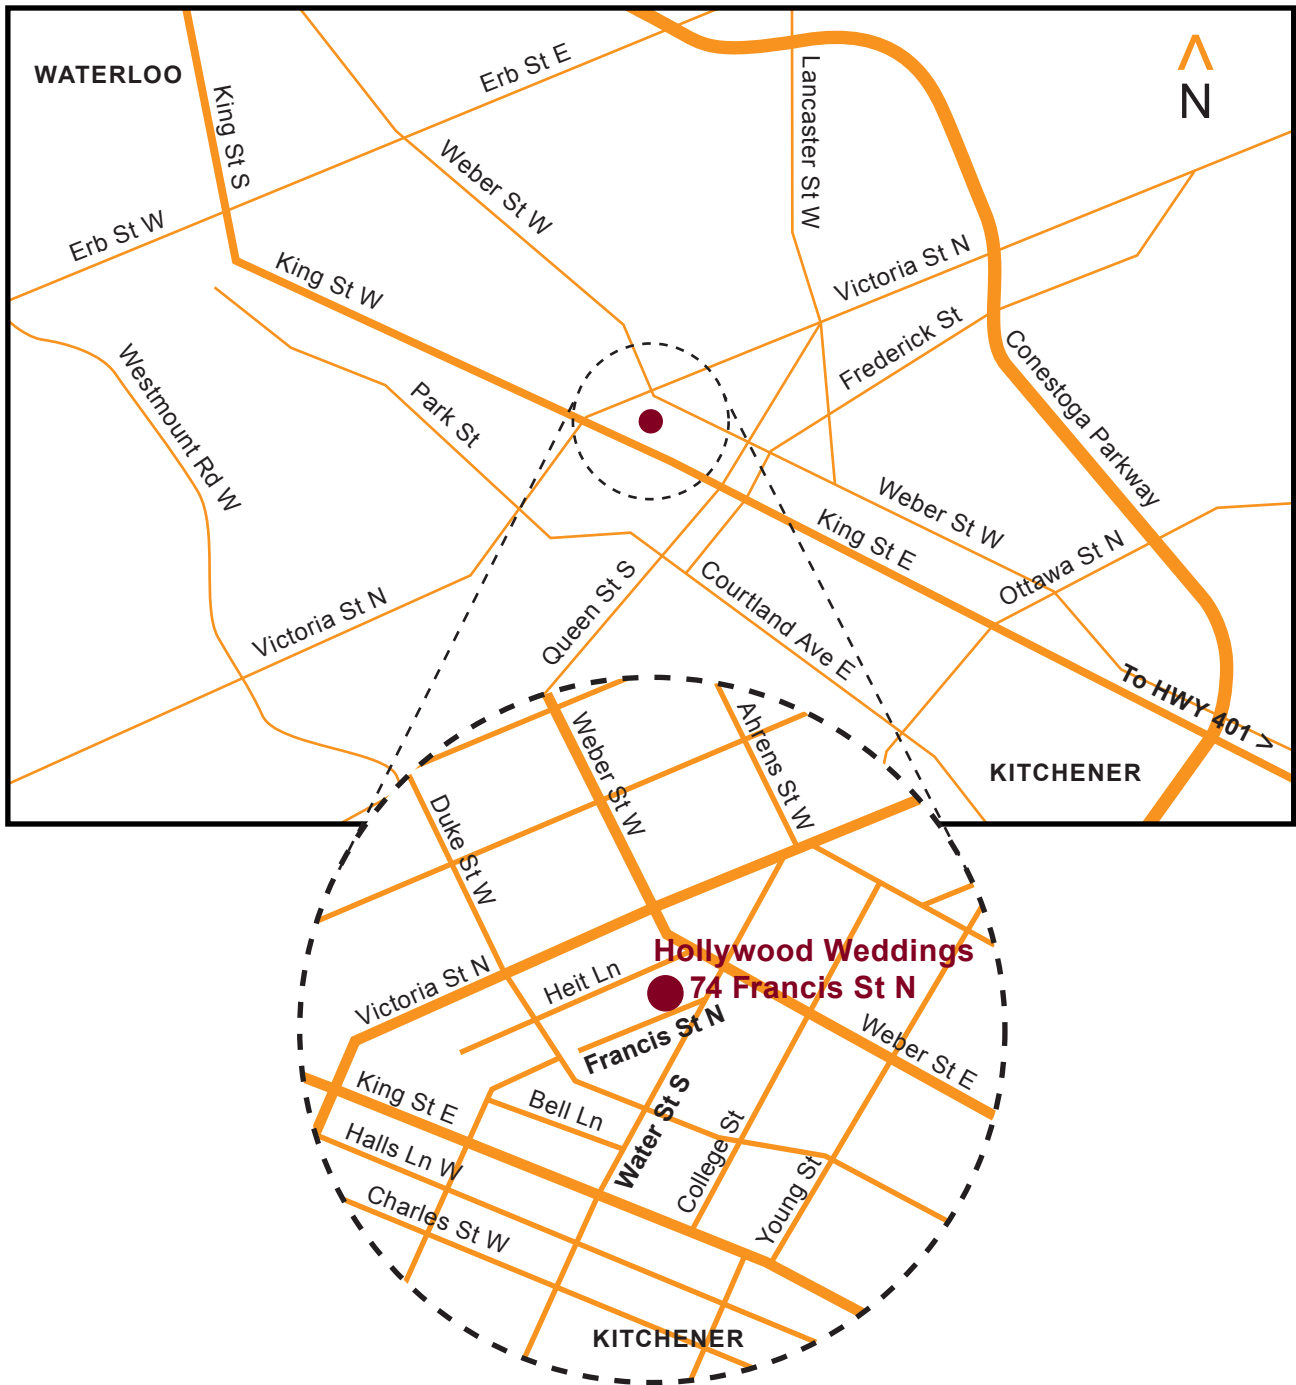 WATERLOO
N
King St S
Erb St E
Erb St W
Weber St W
Lancaster St W
King St W
Victoria St N
Frederick St
Conestoga Parkway
Westmount Rd W
Park St
Weber St W
King St E
Ottawa St N
Courtland Ave E
Queen St S
Victoria St N
To HWY 401 >
KITCHENER
Weber St W
Ahrens St W
Duke St W
Hollywood Weddings
74 Francis St N
Victoria St N
Heit Ln
Francis St N
Weber St E
King St E
Bell Ln
Water St S
College St
Young St
Halls Ln W
Charles St W
KITCHENER